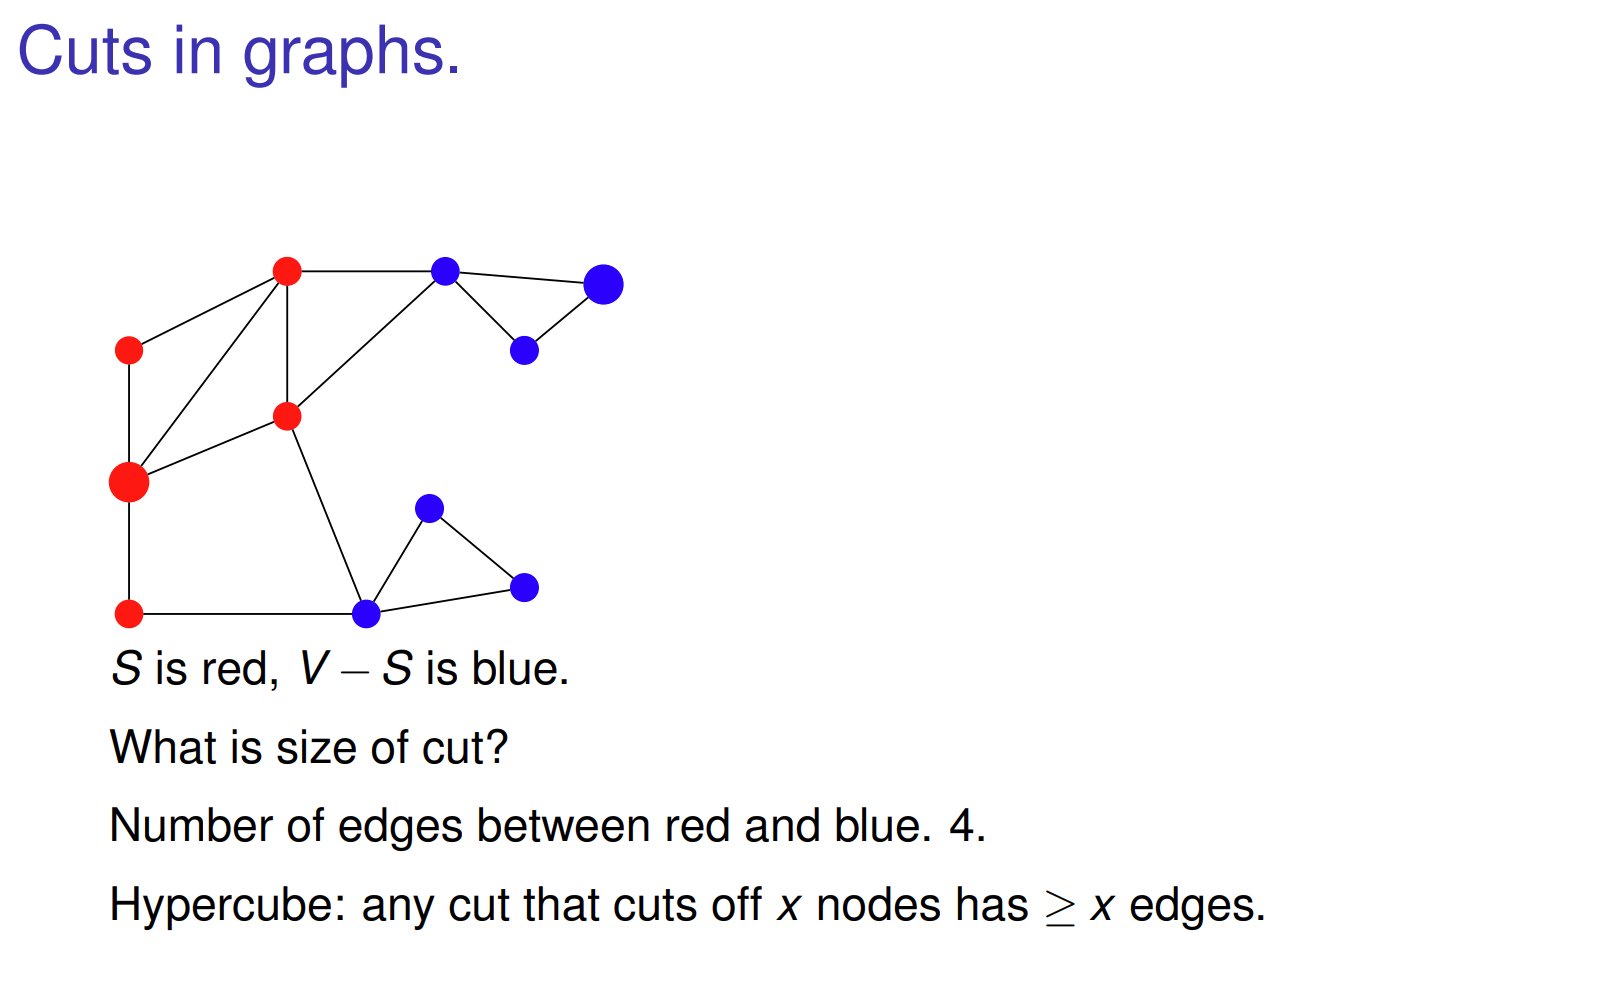 Cuts in graphs.
S is red, V − S is blue.
What is size of cut?
Number of edges between red and blue. 4.
Hypercube: any cut that cuts off x nodes has ≥ x edges.